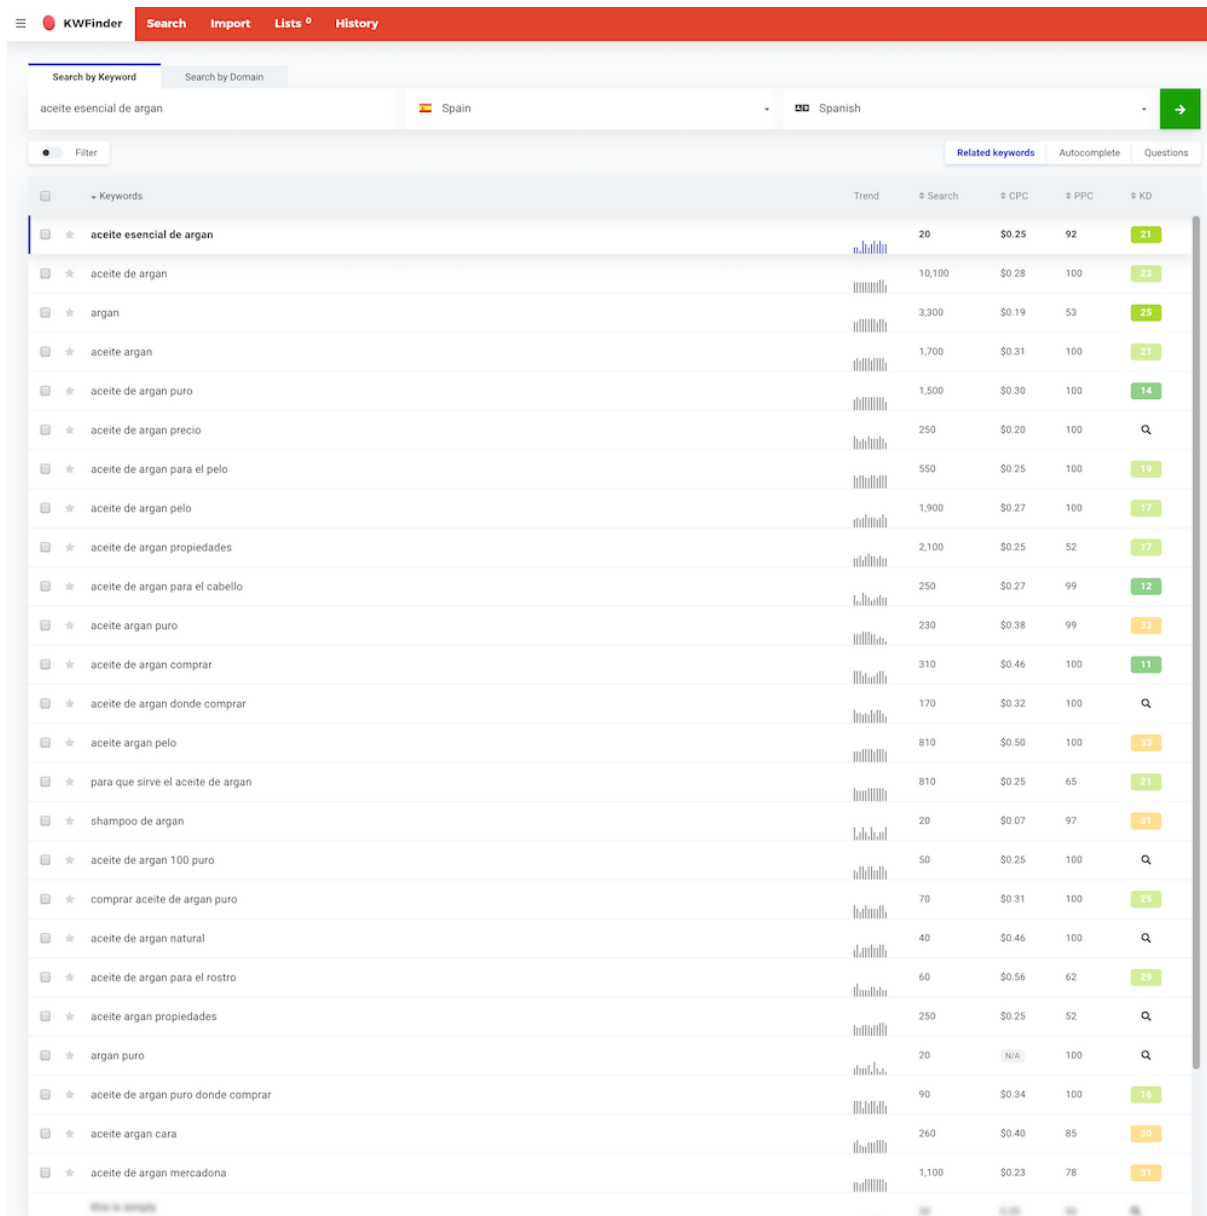 KWFinder Search Import Lists 0 History
Search by Keyword Search by Domain
aceite esencial de argan Spain Spanish
Filter Related keywords Autocomplete Questions
Keywords Trend Search CPC PPC KD
aceite esencial de argan 20 $0.25 92 21
aceite de argan 10,100 $0.28 100 23
argan 3,300 $0.19 53 25
aceite argan 1,700 $0.31 100 21
aceite de argan puro 1,500 $0.30 100 14
aceite de argan precio 250 $0.20 100
aceite de argan para el pelo 550 $0.25 100 19
aceite de argan pelo 1,900 $0.27 100 17
aceite de argan propiedades 2,100 $0.25 52 17
aceite de argan para el cabello 250 $0.27 99 12
aceite argan puro 230 $0.38 99 33
aceite de argan comprar 310 $0.46 100 11
aceite de argan donde comprar 170 $0.32 100
aceite argan pelo 810 $0.50 100 33
para que sirve el aceite de argan 810 $0.25 65 21
shampoo de argan 20 $0.07 97 31
aceite de argan 100 puro 50 $0.25 100
comprar aceite de argan puro 70 $0.31 100 25
aceite de argan natural 40 $0.46 100
aceite de argan para el rostro 60 $0.56 62 29
aceite argan propiedades 250 $0.25 52
argan puro 20 N/A 100
aceite de argan puro donde comprar 90 $0.34 100 16
aceite argan cara 260 $0.40 85 30
aceite de argan mercadona 1,100 $0.23 78 31